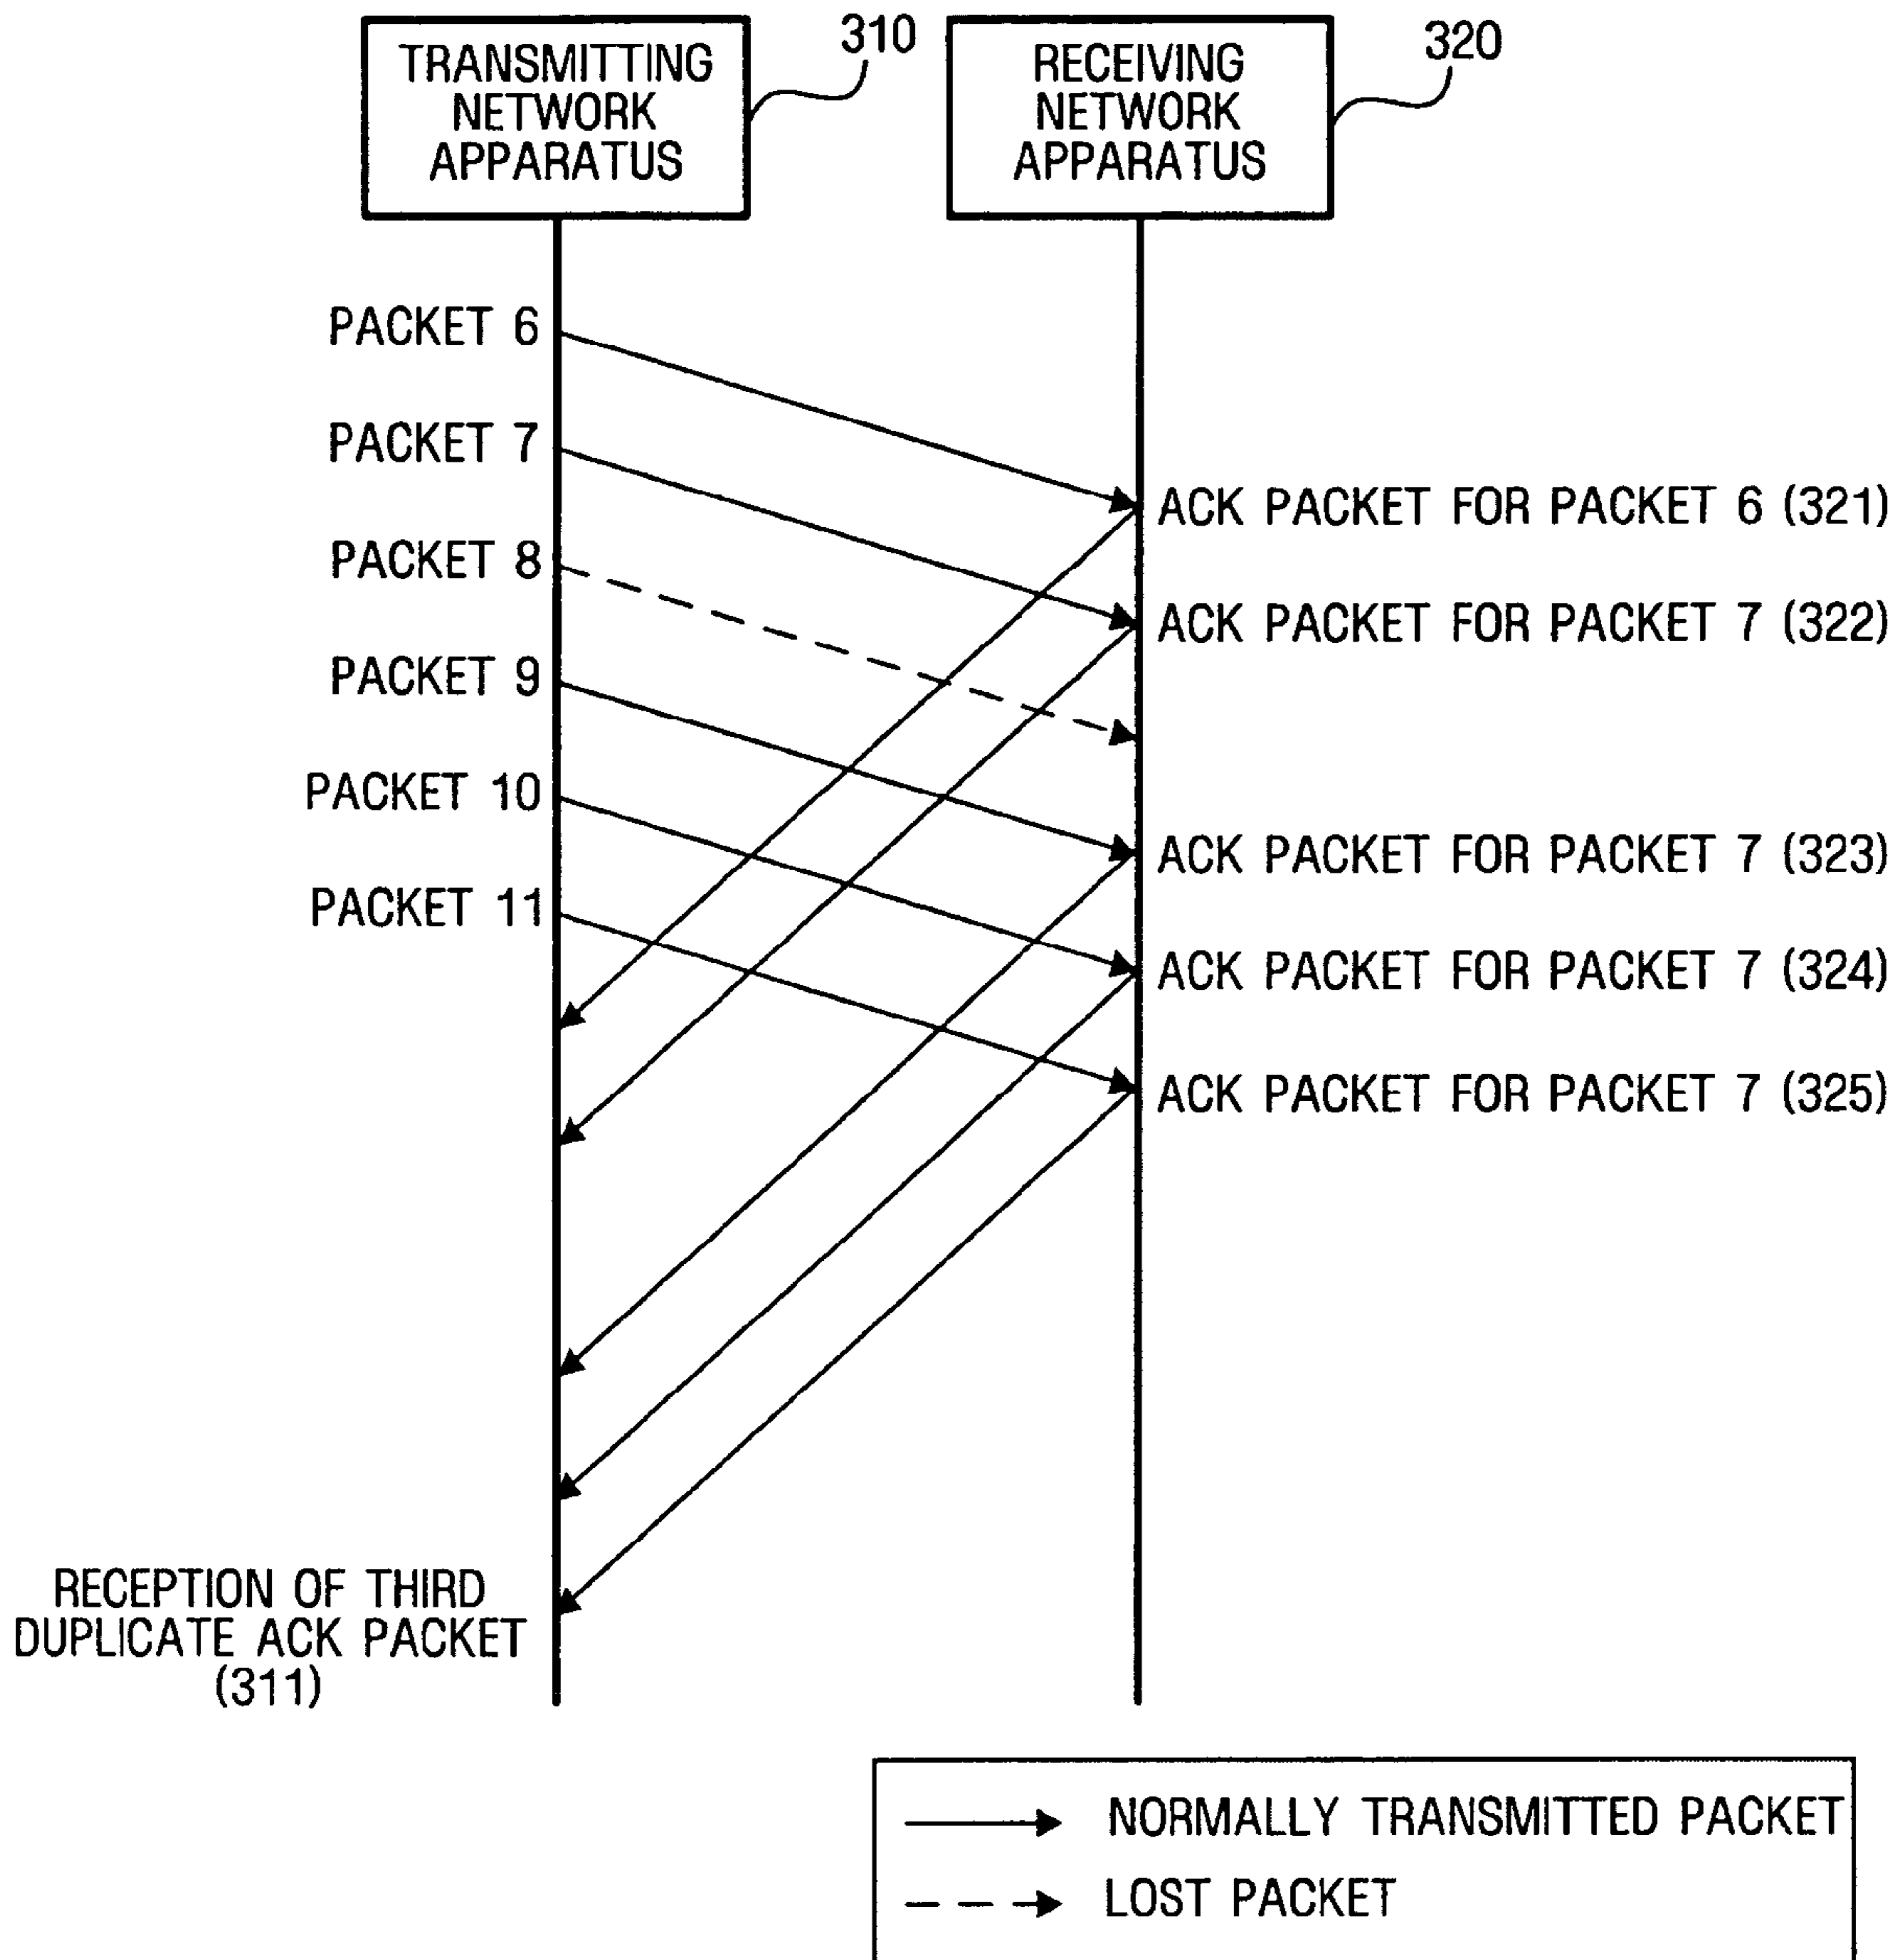 TRANSMITTING
NETWORK
APPARATUS
310
RECEIVING
NETWORK
APPARATUS
320
PACKET 6
PACKET 7
PACKET 8
PACKET 9
PACKET 10
PACKET 11
ACK PACKET FOR PACKET 6 (321)
ACK PACKET FOR PACKET 7 (322)
ACK PACKET FOR PACKET 7 (323)
ACK PACKET FOR PACKET 7 (324)
ACK PACKET FOR PACKET 7 (325)
RECEPTION OF THIRD
DUPLICATE ACK PACKET
(311)
NORMALLY TRANSMITTED PACKET
LOST PACKET